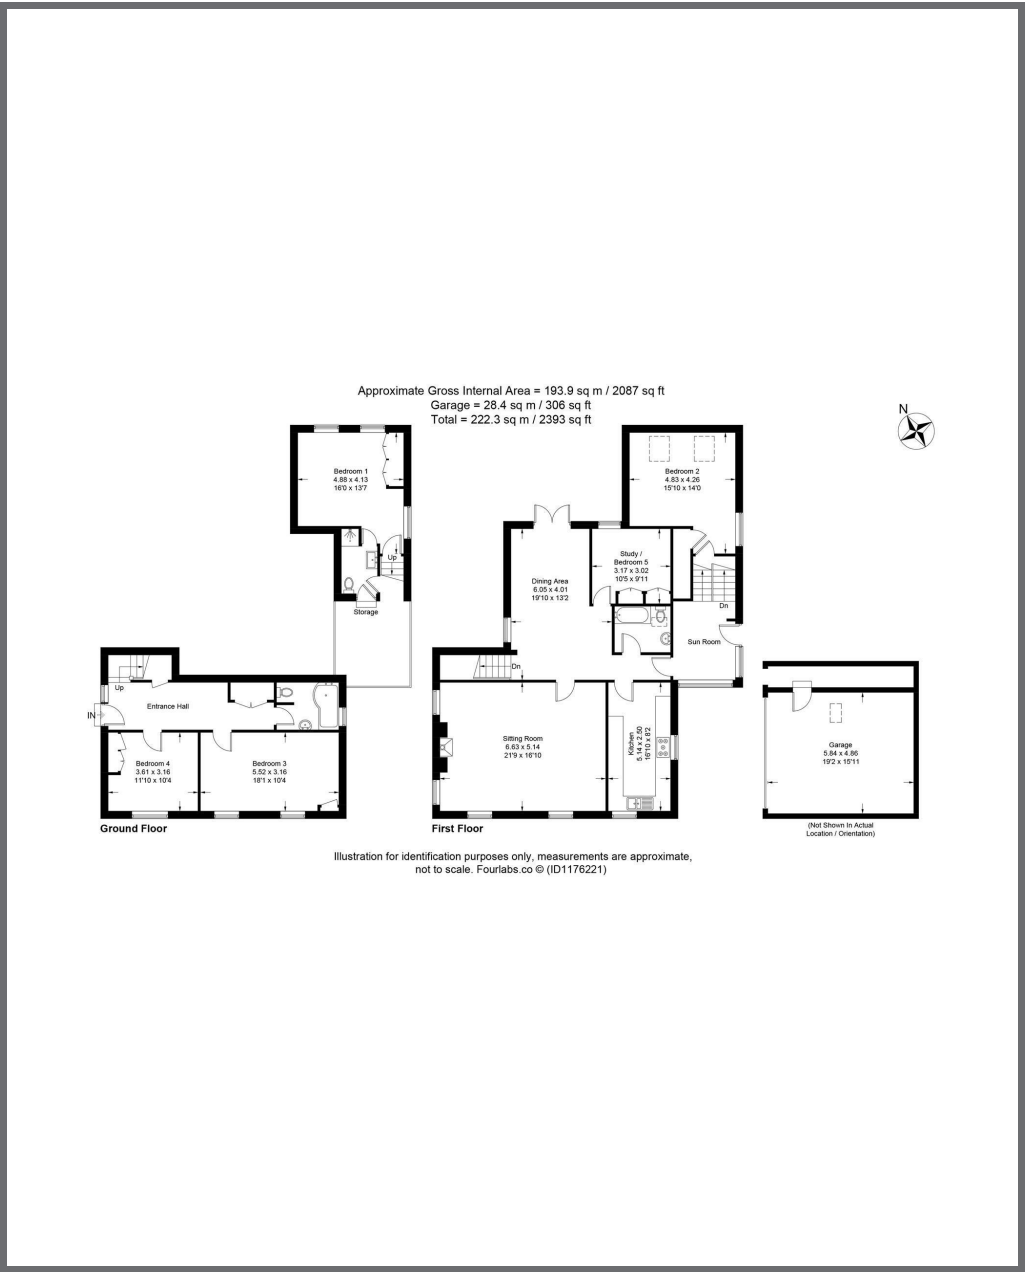 Approximate Gross Internal Area = 193.9 sq m / 2087 sq ft
Garage = 28.4 sq m / 306 sq ft
Total = 222.3 sq m / 2393 sq ft
N
Bedroom 1
4.88 x 4.13
16'0 x 13'7
Up
Storage
Up
IN
Entrance Hall
Bedroom 4
3.61 x 3.16
11'10 x 10'4
Bedroom 3
5.52 x 3.16
18'1 x 10'4
Ground Floor
Bedroom 2
4.83 x 4.26
15'10 x 14'0
Study /
Bedroom 5
3.17 x 3.02
10'5 x 9'11
Dining Area
6.05 x 4.01
19'10 x 13'2
Dn
Sun Room
Dn
Sitting Room
6.63 x 5.14
21'9 x 16'10
Kitchen
5.14 x 2.50
16'10 x 8'2
First Floor
Garage
5.84 x 4.86
19'2 x 15'11
(Not Shown In Actual
Location / Orientation)
Illustration for identification purposes only, measurements are approximate,
not to scale. Fourlabs.co © (ID1176221)